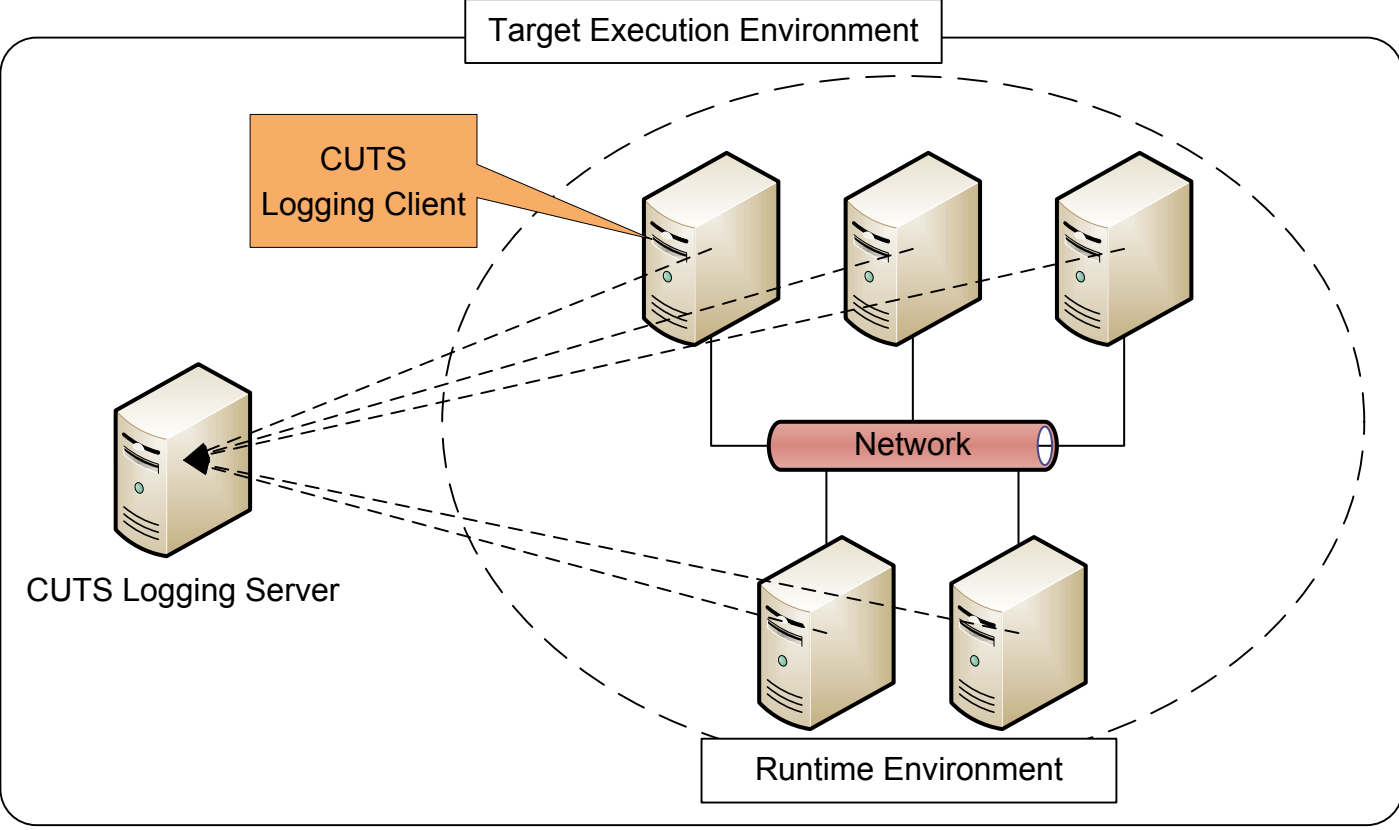 Target Execution Environment
CUTS
Logging Client
Network
CUTS Logging Server
Runtime Environment